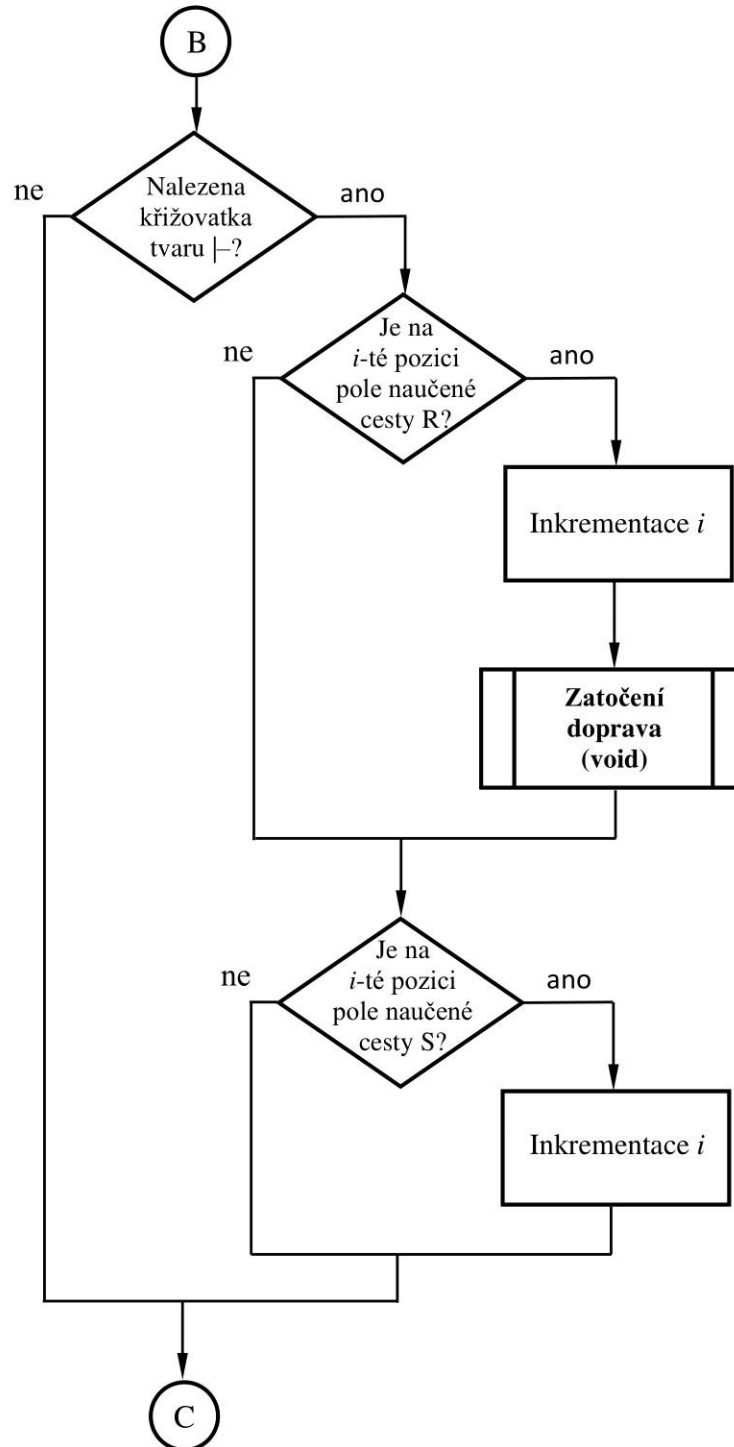 B
ne
ano
Nalezena
křižovatka
tvaru |–?
ne
ano
Je na
i-té pozici
pole naučené
cesty R?
Inkrementace i
Zatočení
doprava
(void)
ne
ano
Je na
i-té pozici
pole naučené
cesty S?
Inkrementace i
C